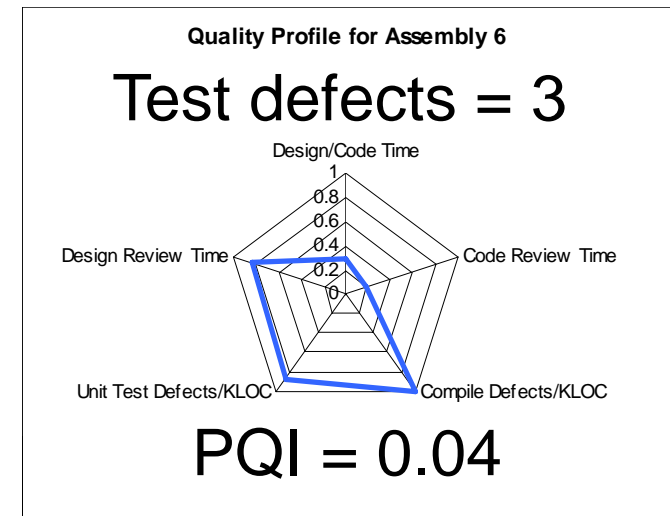 Quality Profile for Assembly 6
Test defects = 3
Design/Code Time
1
0.8
0.6
0.4
0.2
0
Design Review Time
Code Review Time
Unit Test Defects/KLOC
Compile Defects/KLOC
PQI = 0.04